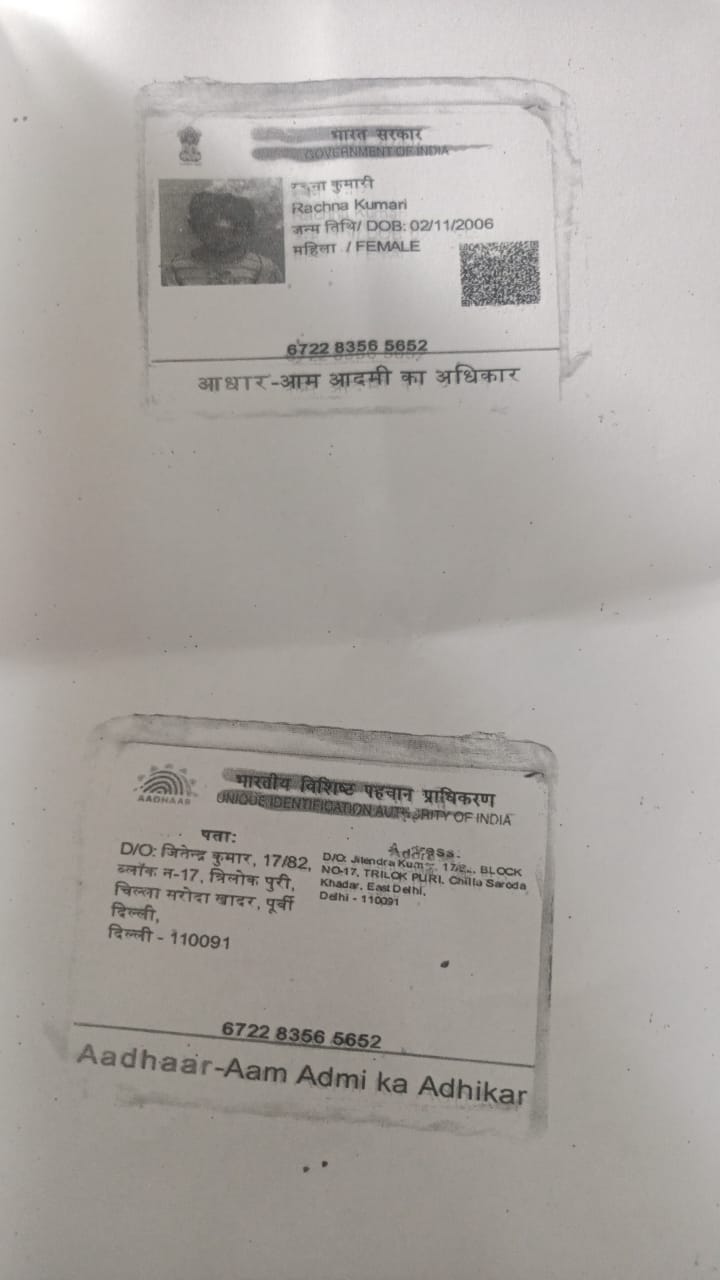 भारत सरकार
GOVERNMENT OF INDIA
कुमारी
Rachna Kumari
जन्म तिथि/ DOB: 02/11/2006
महिला / FEMALE
6722 8356 5652
आधार-आम आदमी का अधिकार
AADHAAR
भारतीय विशिष्ट पहचान प्राधिकरण
UNIQUE IDENTIFICATION AUTHORITY OF INDIA
पता:
D/O: जितेन्द्र कुमार, 17/82,
ब्लॉक न-17, त्रिलोक पुरी,
चिल्ला सरोदा खादर, पूर्वी
दिल्ली,
दिल्ली - 110091
Address:
D/O: Jitendra Kumar, BLOCK
NO-17, TRILOK PURI, Chilla Saroda
Khadar, East Delhi,
Delhi - 110091
6722 8356 5652
Aadhaar-Aam Admi ka Adhikar